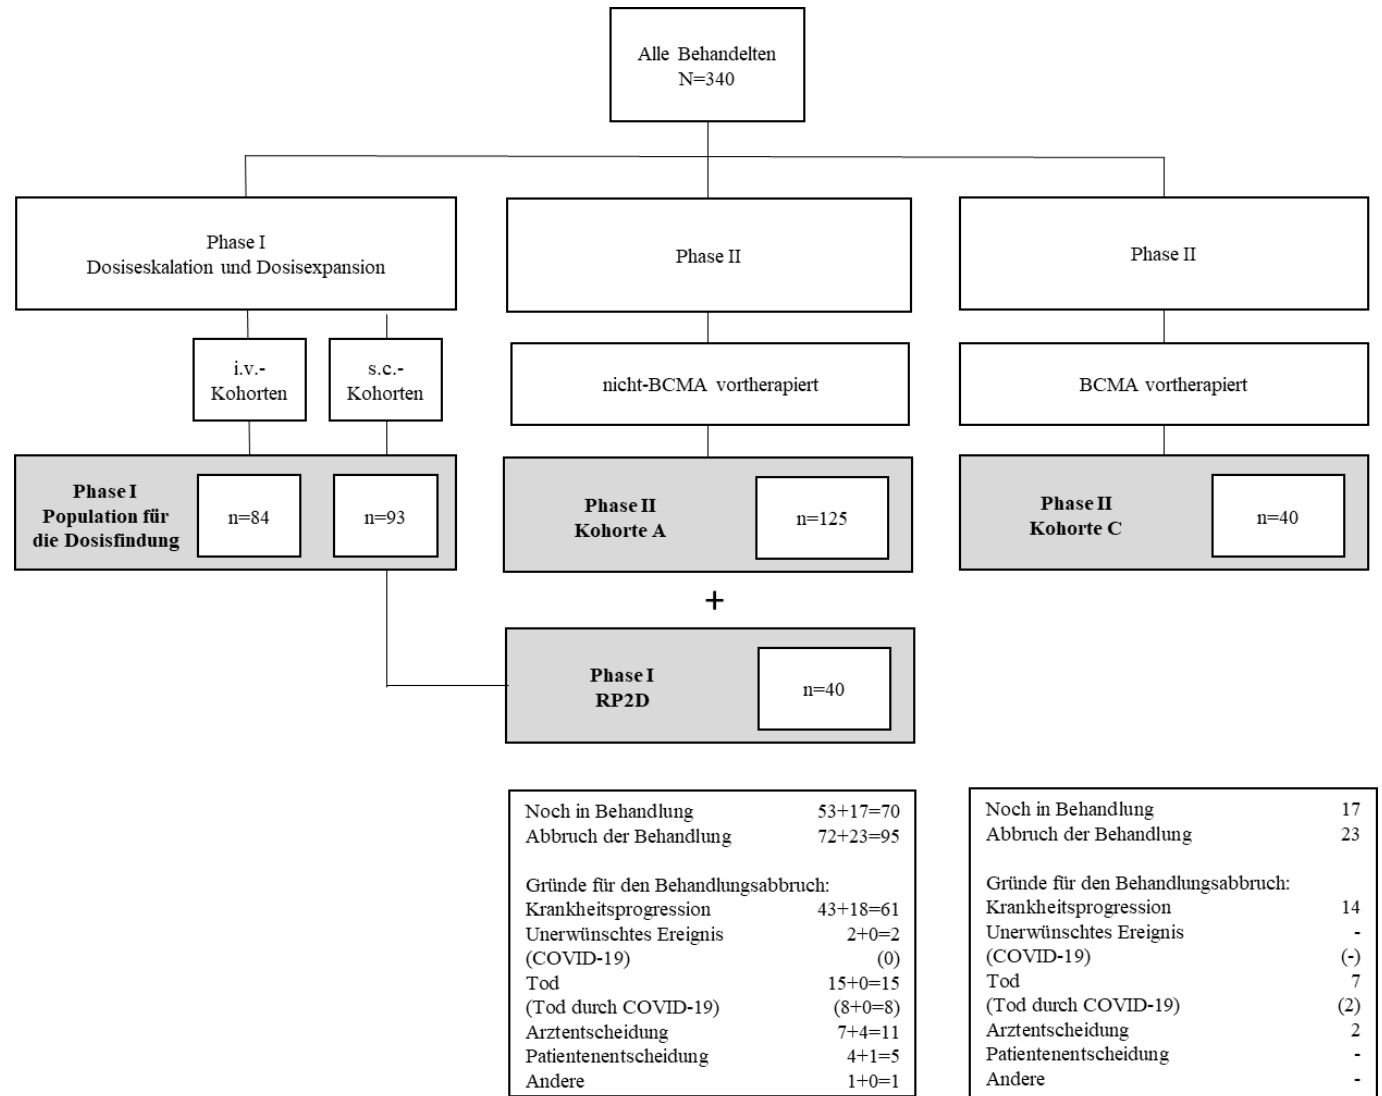 Alle Behandelten
N=340
Phase I
Dosiseskalation und Dosisexpansion
Phase II
Phase II
i.v.-
Kohorten
s.c.-
Kohorten
nicht-BCMA vortherapiert
BCMA vortherapiert
Phase I
Population für
die Dosisfindung
n=84
n=93
Phase II
Kohorte A
n=125
Phase II
Kohorte C
n=40
+
Phase I
RP2D
n=40
Noch in Behandlung 53+17=70
Abbruch der Behandlung 72+23=95
Gründe für den Behandlungsabbruch:
Krankheitsprogression 43+18=61
Unerwünschtes Ereignis 2+0=2
(COVID-19) (0)
Tod 15+0=15
(Tod durch COVID-19) (8+0=8)
Arztentscheidung 7+4=11
Patientenentscheidung 4+1=5
Andere 1+0=1
Noch in Behandlung 17
Abbruch der Behandlung 23
Gründe für den Behandlungsabbruch:
Krankheitsprogression 14
Unerwünschtes Ereignis -
(COVID-19) (-)
Tod 7
(Tod durch COVID-19) (2)
Arztentscheidung 2
Patientenentscheidung -
Andere -